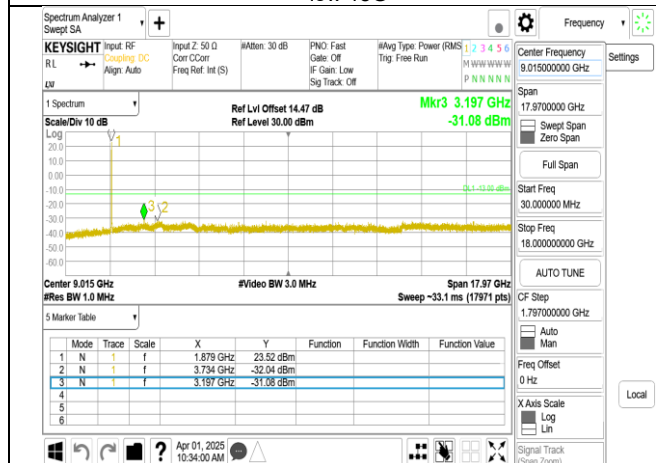 Spectrum Analyzer 1
Swept SA
+
Frequency
KEYSIGHT
RL
Input: RF
Coupling: DC
Align: Auto
Input Z: 50 Ω
Corr CCorr
Freq Ref: Int (S)
#Atten: 30 dB
PNO: Fast
Gate: Off
IF Gain: Low
Sig Track: Off
#Avg Type: Power (RMS
Trig: Free Run
1 2 3 4 5 6
M W W W W W
P N N N N N
Center Frequency
9.015000000 GHz
Settings
Span
17.9700000 GHz
Swept Span
Zero Span
Full Span
Start Freq
30.000000 MHz
Stop Freq
18.000000000 GHz
AUTO TUNE
CF Step
1.797000000 GHz
Auto
Man
Freq Offset
0 Hz
X Axis Scale
Log
Lin
Local
Signal Track
(Span Zoom)
1 Spectrum
Scale/Div 10 dB
Ref Lvl Offset 14.47 dB
Ref Level 30.00 dBm
Mkr3 3.197 GHz
-31.08 dBm
Log
20.0
10.0
0.00
-10.0
-20.0
-30.0
-40.0
-50.0
-60.0
1
3
2
DL1 -13.00 dBm
Center 9.015 GHz
#Res BW 1.0 MHz
#Video BW 3.0 MHz
Span 17.97 GHz
Sweep ~33.1 ms (17971 pts)
5 Marker Table
Mode Trace Scale X Y Function Function Width Function Value
1 N 1 f 1.879 GHz 23.52 dBm
2 N 1 f 3.734 GHz -32.04 dBm
3 N 1 f 3.197 GHz -31.08 dBm
4
5
6
?
Apr 01, 2025
10:34:00 AM